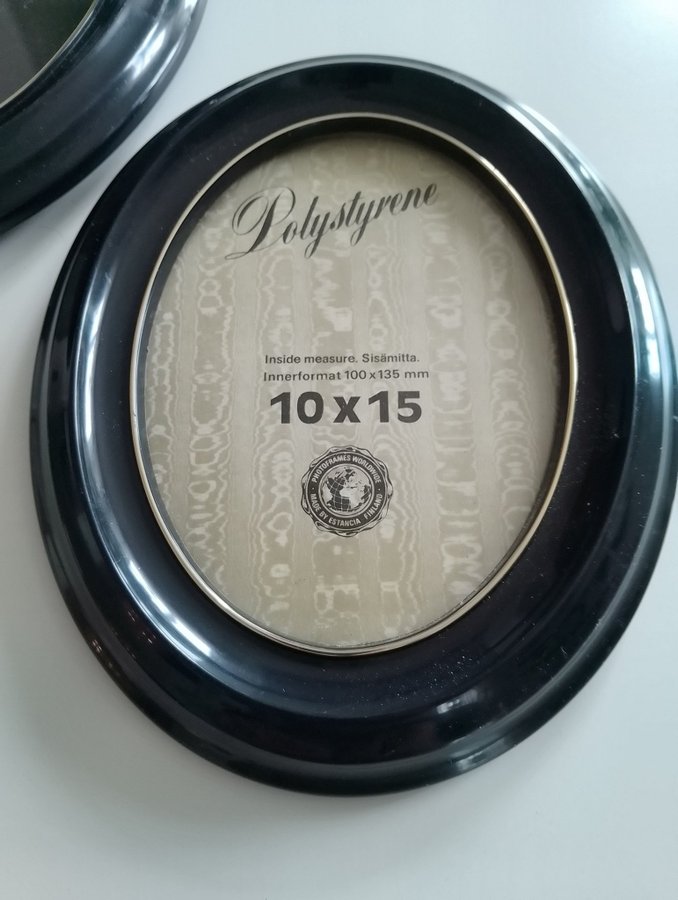 Polystyrene
Inside measure. Sisämitta.
Innerformat 100 x 135 mm
10 x 15
PHOTOFRAMES WORLDWIDE
MADE BY ESTANCIA FINLAND